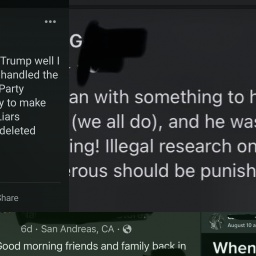 Trump well I
handled the
Party
y to make
Liars
deleted
Share
G
an with something to h
(we all do), and he was
ing! Illegal research on
erous should be punish
6d · San Andreas, CA ·
Good morning friends and family back in
August 10 a
When